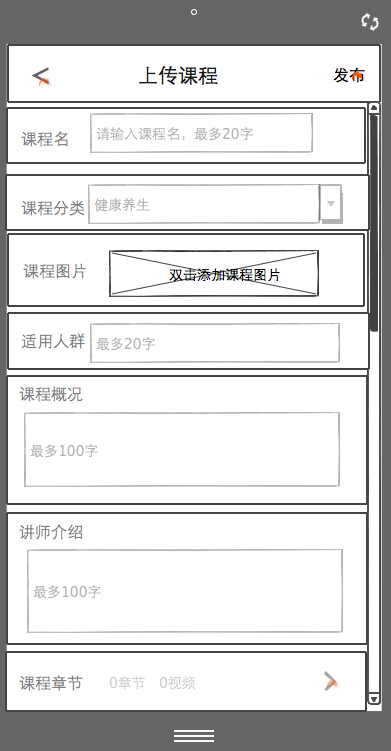 上传课程 发布
课程名 请输入课程名，最多20字
课程分类 健康养生
课程图片 双击添加课程图片
适用人群 最多20字
课程概况
最多100字
讲师介绍
最多100字
课程章节 0章节 0视频